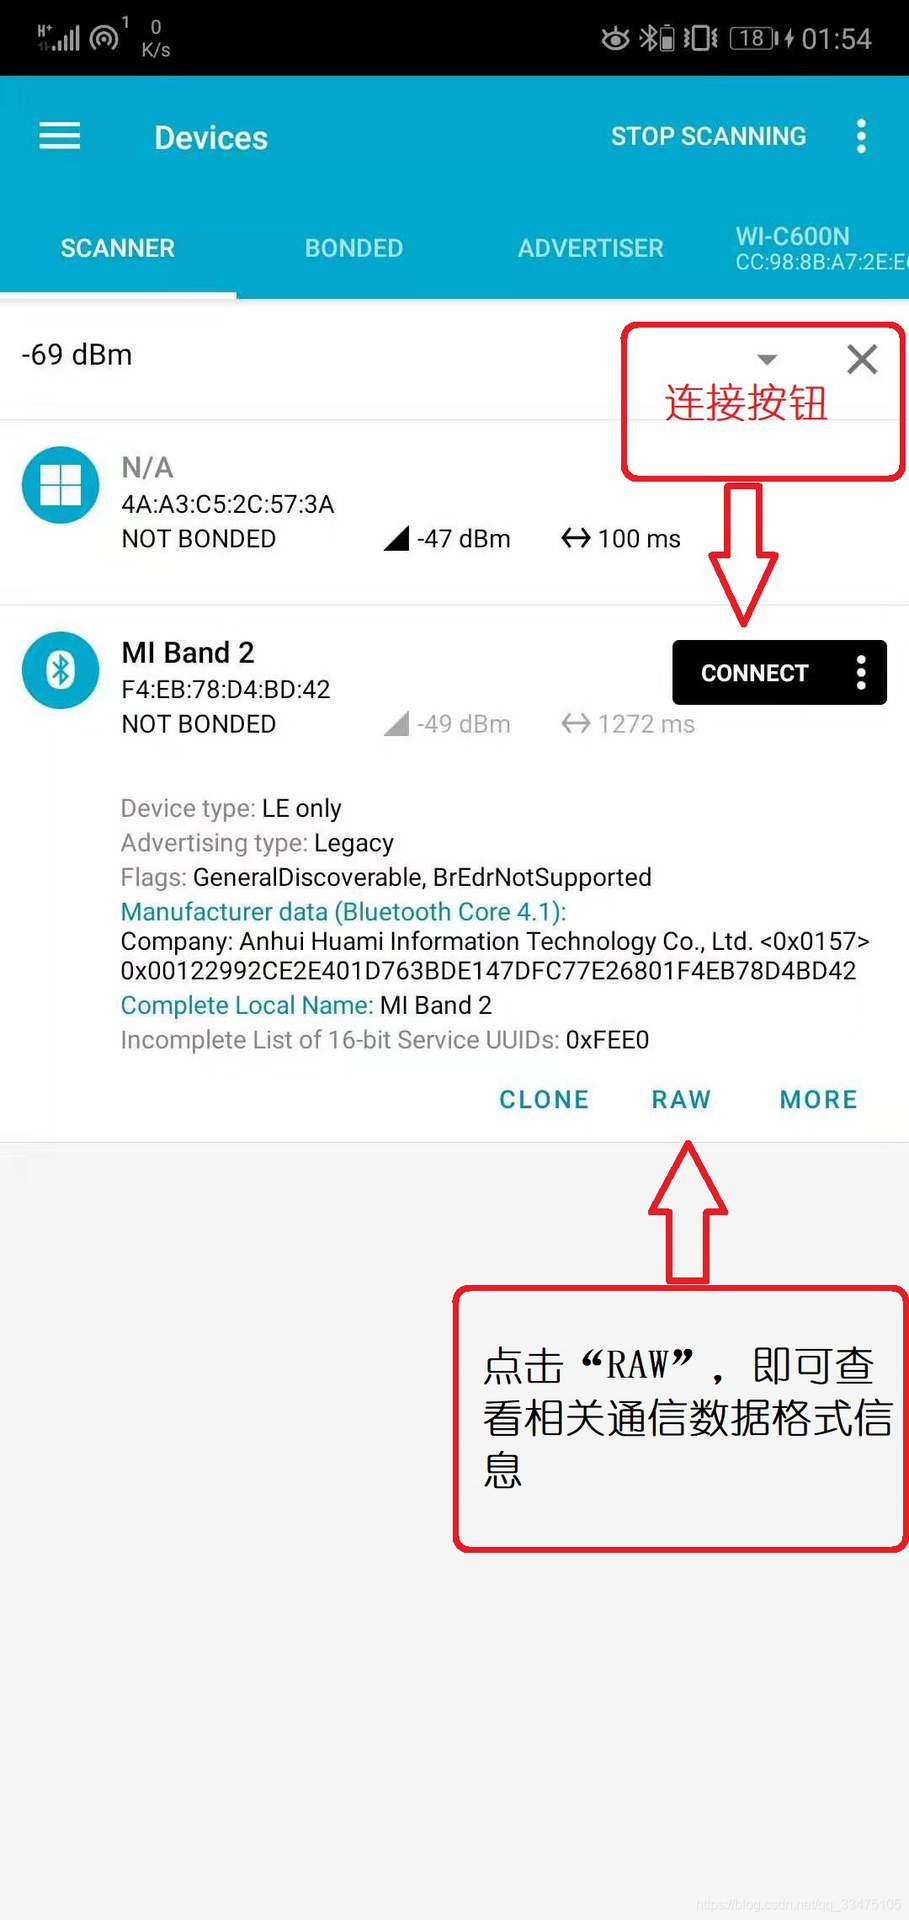 H+ 1 0 K/s 18 01:54
Devices STOP SCANNING
SCANNER BONDED ADVERTISER WI-C600N
CC:98:8B:A7:2E:E
-69 dBm
连接按钮
N/A
4A:A3:C5:2C:57:3A
NOT BONDED -47 dBm 100 ms
MI Band 2 CONNECT
F4:EB:78:D4:BD:42
NOT BONDED -49 dBm 1272 ms
Device type: LE only
Advertising type: Legacy
Flags: GeneralDiscoverable, BrEdrNotSupported
Manufacturer data (Bluetooth Core 4.1):
Company: Anhui Huami Information Technology Co., Ltd. <0x0157>
0x00122992CE2E401D763BDE147DFC77E26801F4EB78D4BD42
Complete Local Name: MI Band 2
Incomplete List of 16-bit Service UUIDs: 0xFEE0
CLONE RAW MORE
点击“RAW”，即可查
看相关通信数据格式信
息
https://blog.csdn.net/qq_33475105